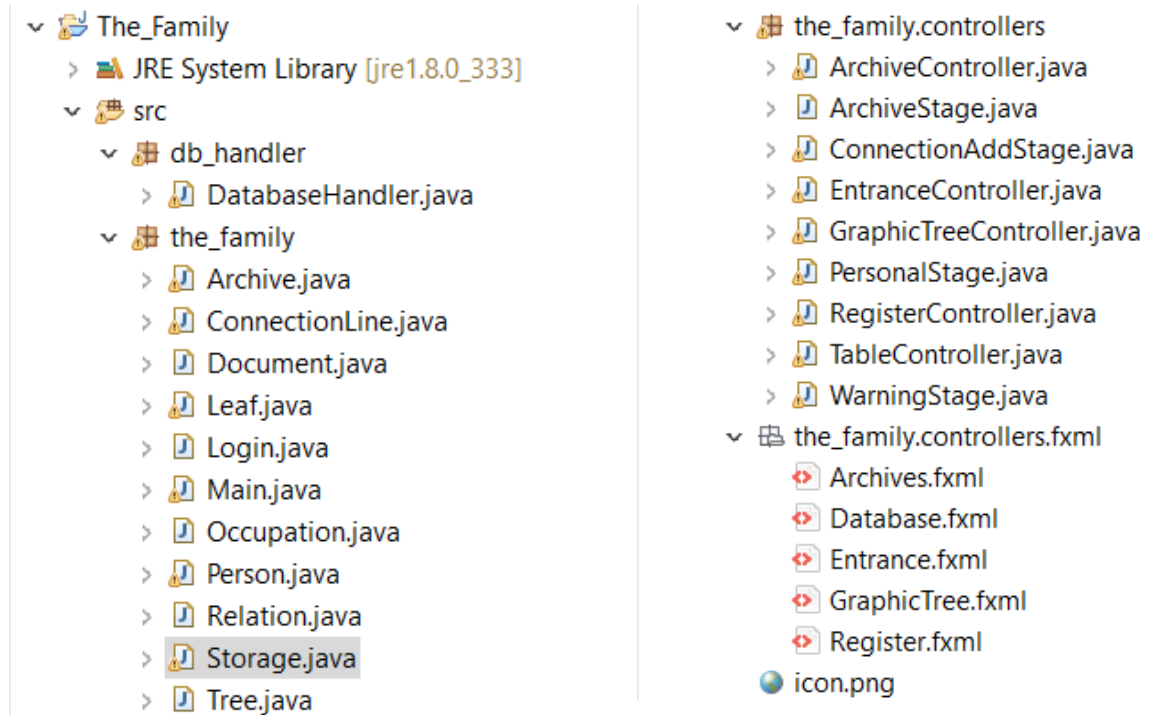 The_Family
JRE System Library [jre1.8.0_333]
src
db_handler
DatabaseHandler.java
the_family
Archive.java
ConnectionLine.java
Document.java
Leaf.java
Login.java
Main.java
Occupation.java
Person.java
Relation.java
Storage.java
Tree.java
the_family.controllers
ArchiveController.java
ArchiveStage.java
ConnectionAddStage.java
EntranceController.java
GraphicTreeController.java
PersonalStage.java
RegisterController.java
TableController.java
WarningStage.java
the_family.controllers.fxml
Archives.fxml
Database.fxml
Entrance.fxml
GraphicTree.fxml
Register.fxml
icon.png